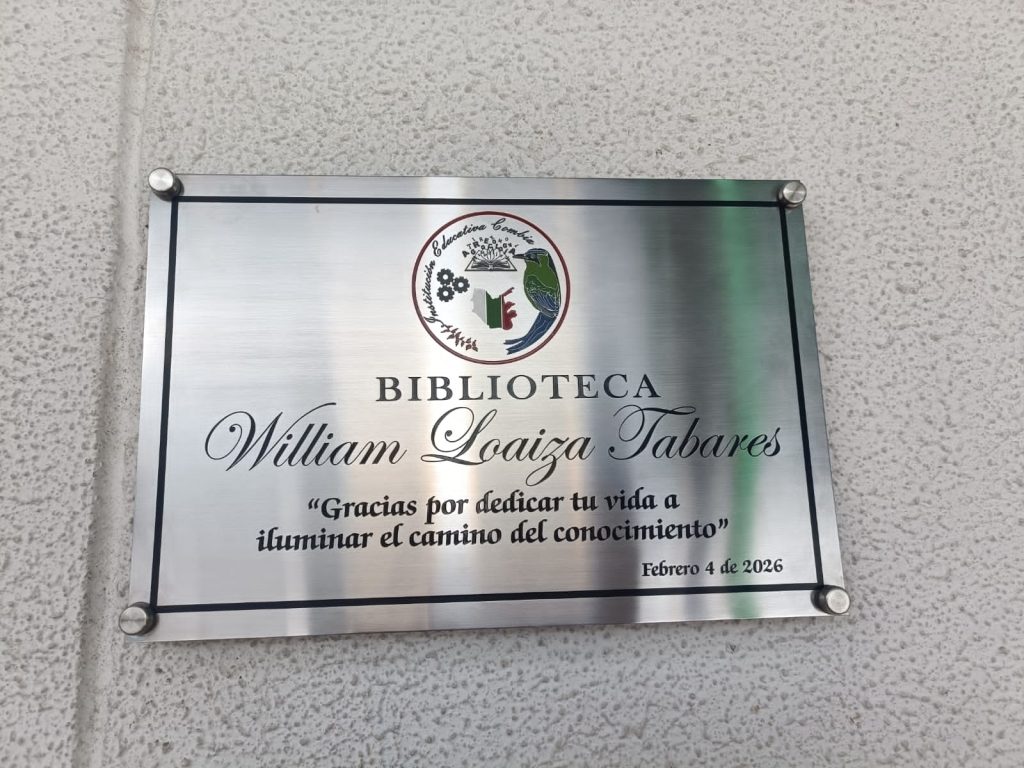 Institución Educativa Combia
BIBLIOTECA
William Loaiza Tabares
“Gracias por dedicar tu vida a
iluminar el camino del conocimiento”
Febrero 4 de 2026